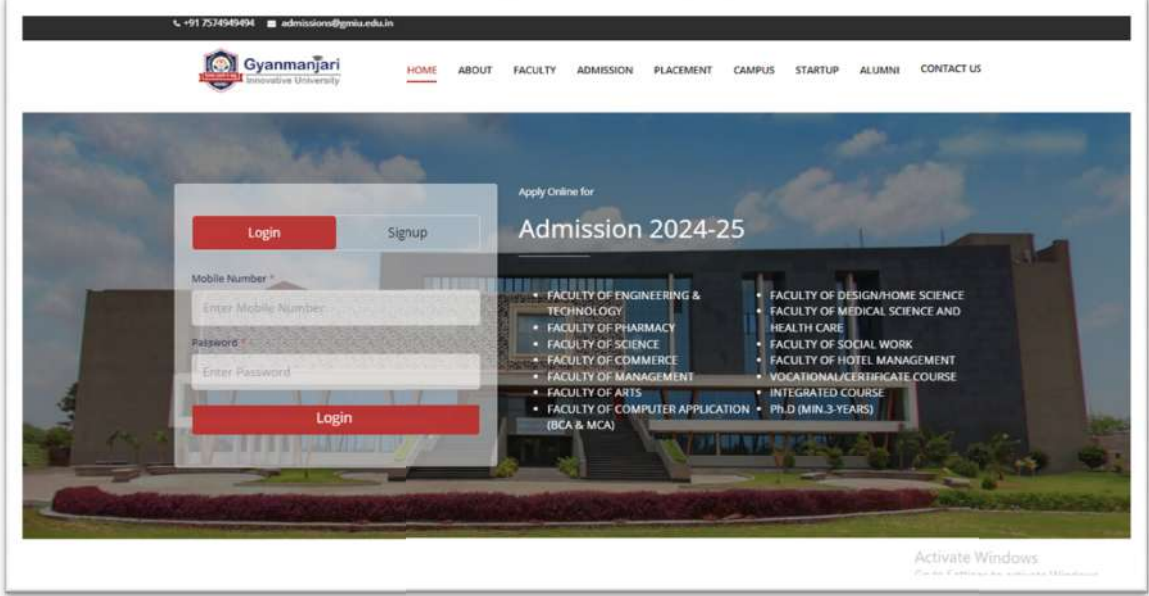 +91 7574949494 admissions@gmiu.edu.in
Gyanmanjari
Innovative University
HOME ABOUT FACULTY ADMISSION PLACEMENT CAMPUS STARTUP ALUMNI CONTACT US
Login Signup
Mobile Number *
Enter Mobile Number
Password *
Enter Password
Login
Apply Online for
Admission 2024-25
• FACULTY OF ENGINEERING &
TECHNOLOGY
• FACULTY OF PHARMACY
• FACULTY OF SCIENCE
• FACULTY OF COMMERCE
• FACULTY OF MANAGEMENT
• FACULTY OF ARTS
• FACULTY OF COMPUTER APPLICATION
(BCA & MCA)
• FACULTY OF DESIGN/HOME SCIENCE
• FACULTY OF MEDICAL SCIENCE AND
HEALTH CARE
• FACULTY OF SOCIAL WORK
• FACULTY OF HOTEL MANAGEMENT
• VOCATIONAL/CERTIFICATE COURSE
• INTEGRATED COURSE
• Ph.D (MIN.3-YEARS)
Activate Windows